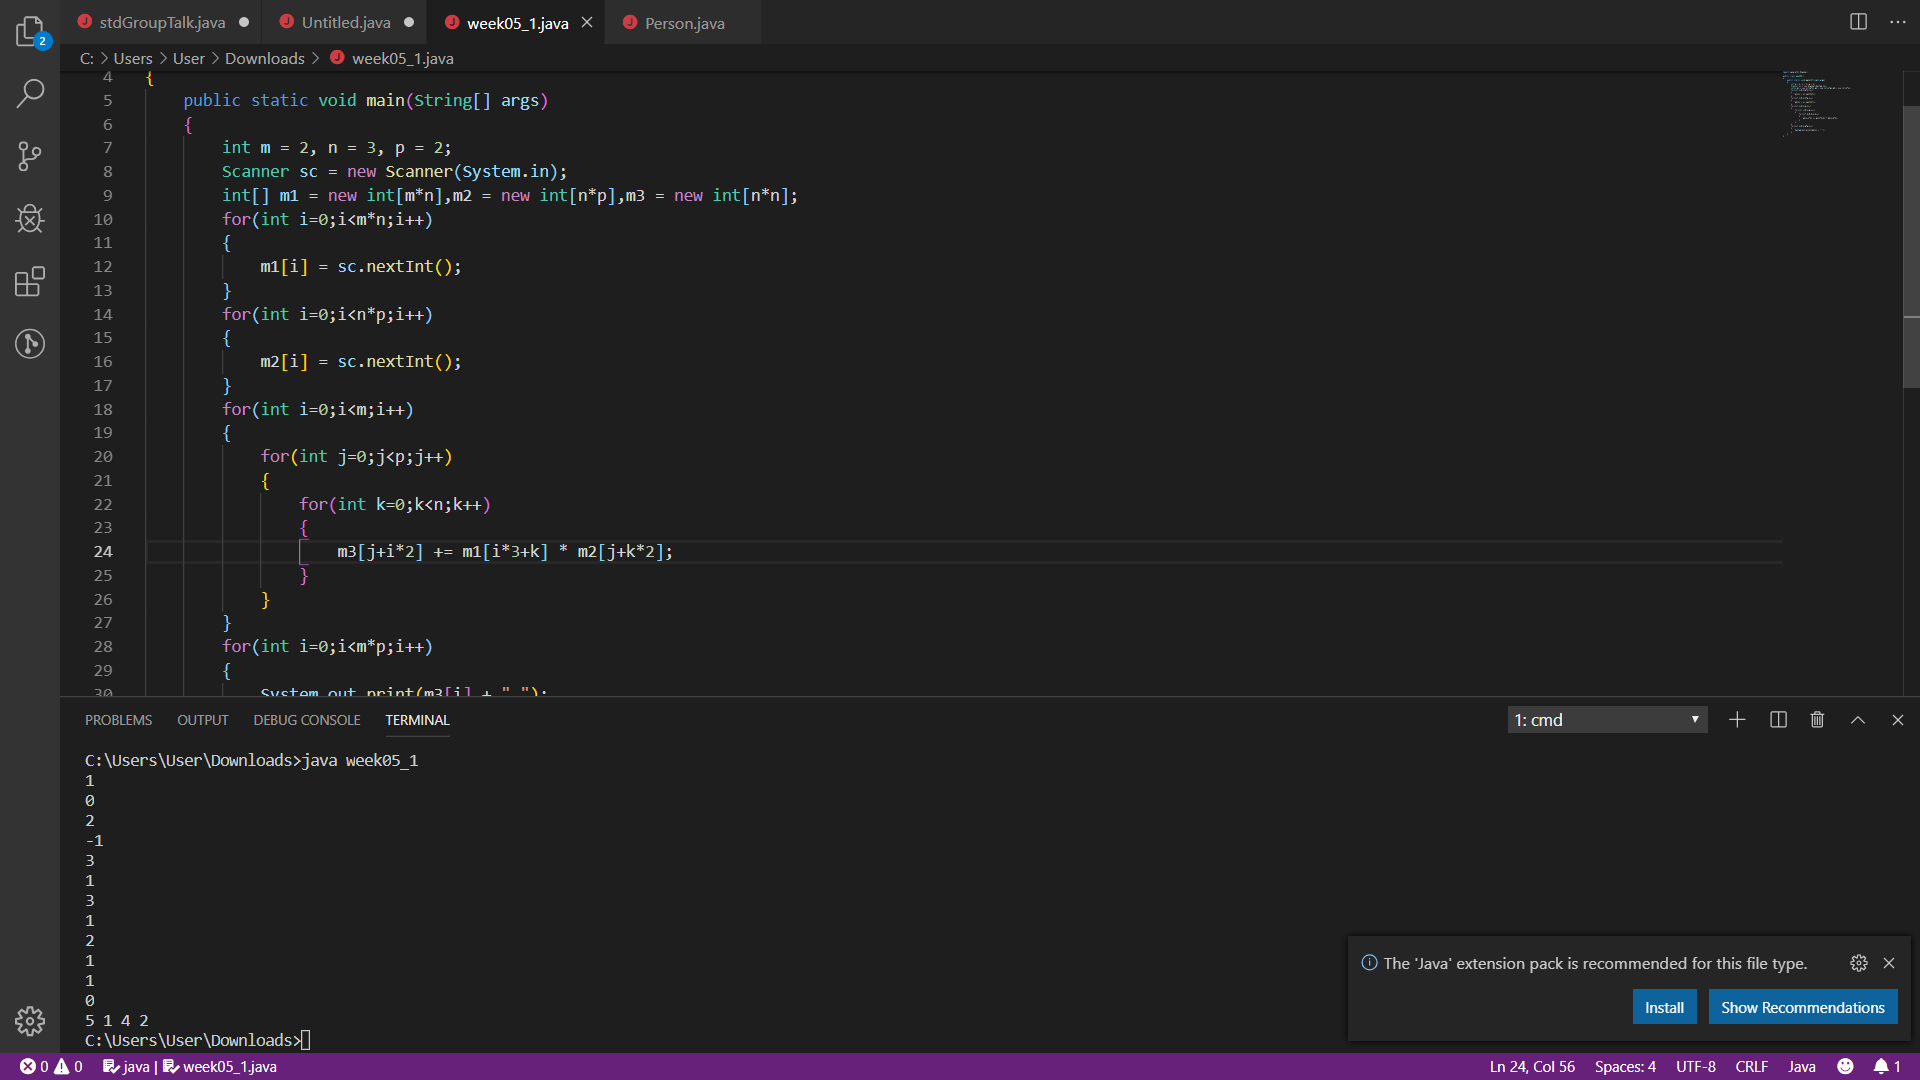 2
stdGroupTalk.java ● Untitled.java ● week05_1.java Person.java
C: > Users > User > Downloads > week05_1.java
4 {
5 public static void main(String[] args)
6 {
7 int m = 2, n = 3, p = 2;
8 Scanner sc = new Scanner(System.in);
9 int[] m1 = new int[m*n],m2 = new int[n*p],m3 = new int[n*n];
10 for(int i=0;i<m*n;i++)
11 {
12 m1[i] = sc.nextInt();
13 }
14 for(int i=0;i<n*p;i++)
15 {
16 m2[i] = sc.nextInt();
17 }
18 for(int i=0;i<m;i++)
19 {
20 for(int j=0;j<p;j++)
21 {
22 for(int k=0;k<n;k++)
23 {
24 m3[j+i*2] += m1[i*3+k] * m2[j+k*2];
25 }
26 }
27 }
28 for(int i=0;i<m*p;i++)
29 {
30 System.out.print(m3[i] + " ");
PROBLEMS OUTPUT DEBUG CONSOLE TERMINAL 1: cmd
C:\Users\User\Downloads>java week05_1
1
0
2
-1
3
1
3
1
2
1
1
0
5 1 4 2
C:\Users\User\Downloads>
The 'Java' extension pack is recommended for this file type.
Install Show Recommendations
0 0 java | week05_1.java Ln 24, Col 56 Spaces: 4 UTF-8 CRLF Java 1